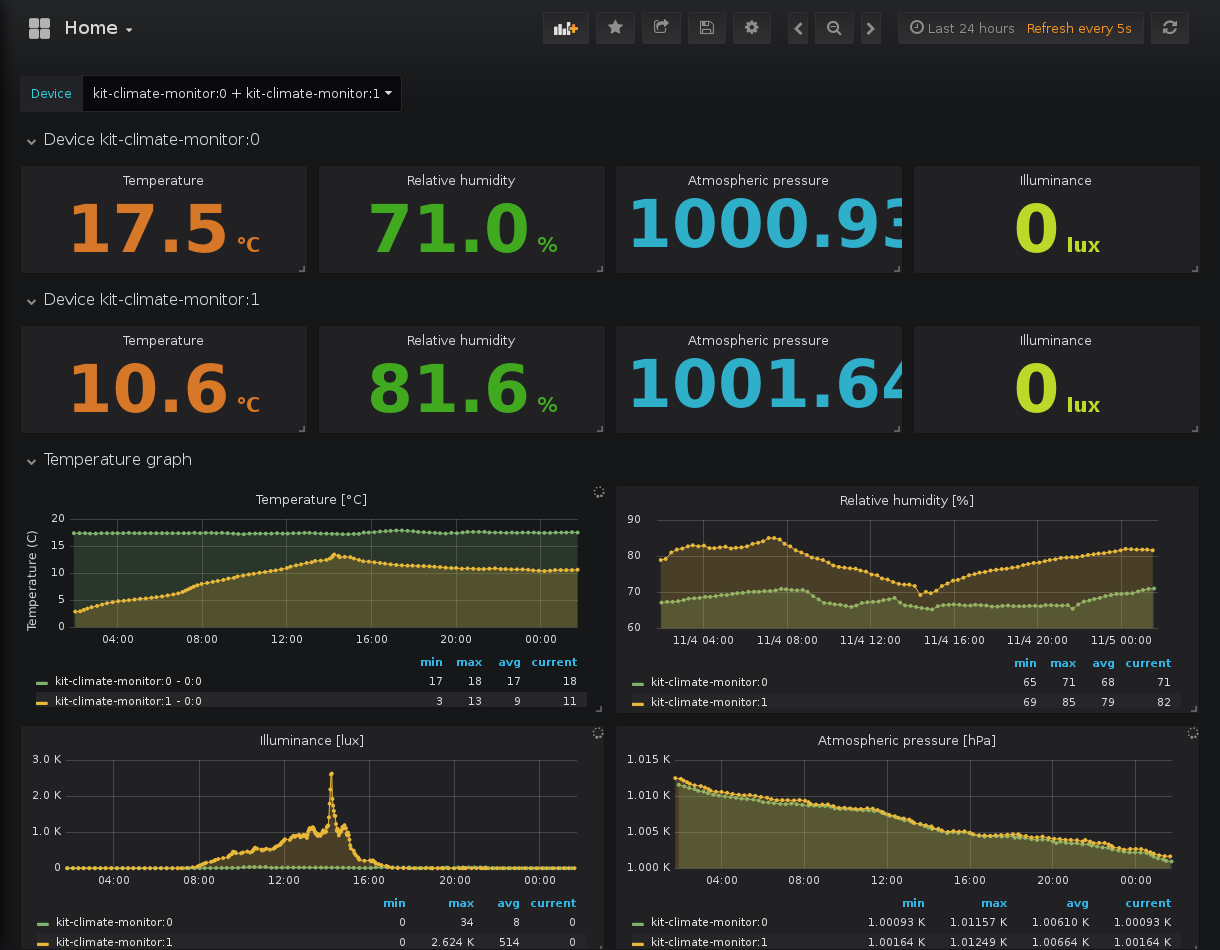 Home
Last 24 hours Refresh every 5s
Device kit-climate-monitor:0 + kit-climate-monitor:1
Device kit-climate-monitor:0
Temperature Relative humidity Atmospheric pressure Illuminance
17.5 °C 71.0 % 1000.93 0 lux
Device kit-climate-monitor:1
Temperature Relative humidity Atmospheric pressure Illuminance
10.6 °C 81.6 % 1001.64 0 lux
Temperature graph
Temperature [°C]
Temperature (C)
20
15
10
5
0
04:00 08:00 12:00 16:00 20:00 00:00
min max avg current
kit-climate-monitor:0 - 0:0 17 18 17 18
kit-climate-monitor:1 - 0:0 3 13 9 11
Relative humidity [%]
90
80
70
60
11/4 04:00 11/4 08:00 11/4 12:00 11/4 16:00 11/4 20:00 11/5 00:00
min max avg current
kit-climate-monitor:0 65 71 68 71
kit-climate-monitor:1 69 85 79 82
Illuminance [lux]
3.0 K
2.0 K
1.0 K
0
04:00 08:00 12:00 16:00 20:00 00:00
min max avg current
kit-climate-monitor:0 0 34 8 0
kit-climate-monitor:1 0 2.624 K 514 0
Atmospheric pressure [hPa]
1.015 K
1.010 K
1.005 K
1.000 K
04:00 08:00 12:00 16:00 20:00 00:00
min max avg current
kit-climate-monitor:0 1.00093 K 1.01157 K 1.00610 K 1.00093 K
kit-climate-monitor:1 1.00164 K 1.01249 K 1.00664 K 1.00164 K